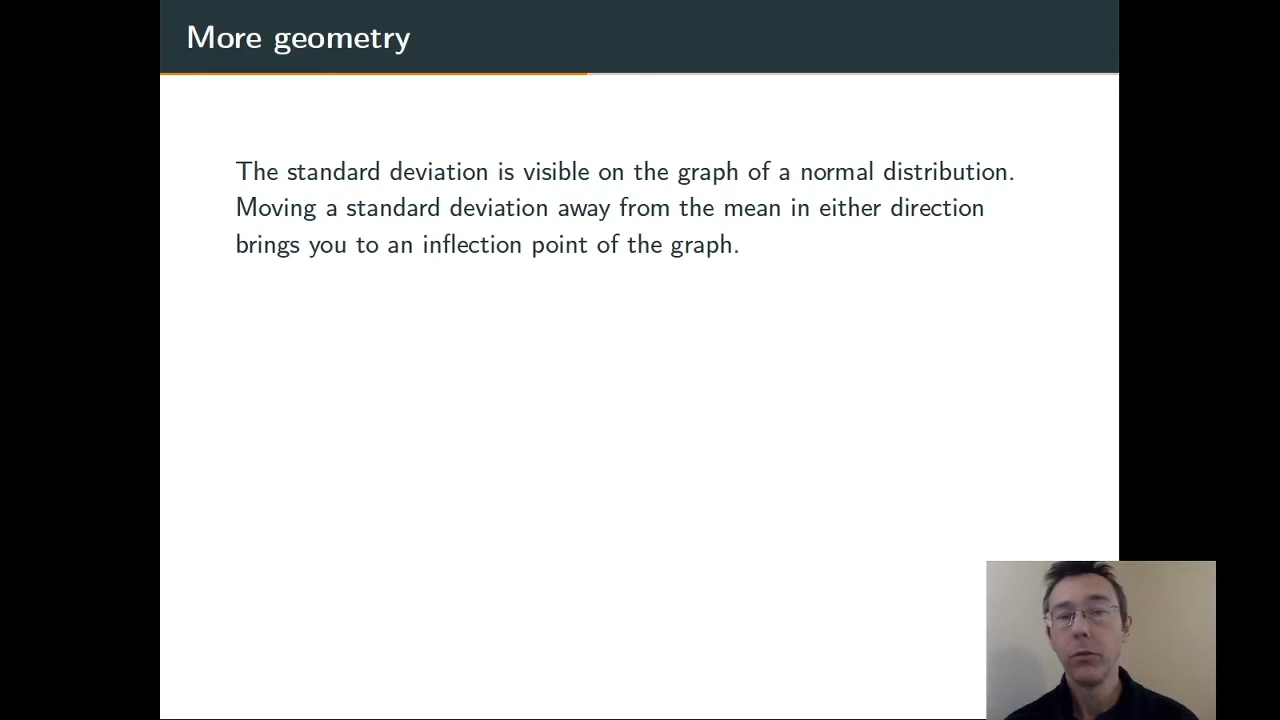 More geometry
The standard deviation is visible on the graph of a normal distribution.
Moving a standard deviation away from the mean in either direction
brings you to an inflection point of the graph.